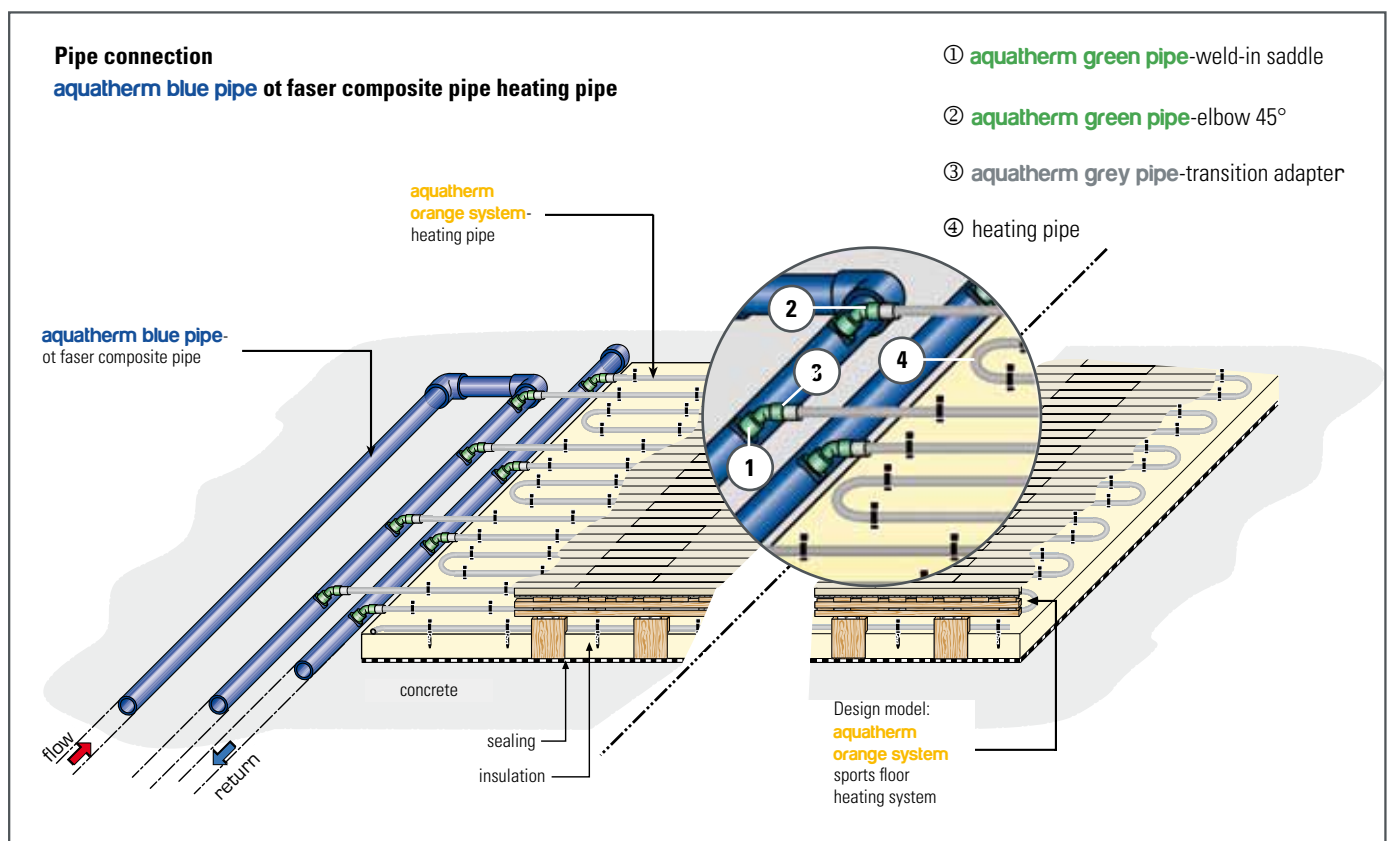 Pipe connection
aquatherm blue pipe ot faser composite pipe heating pipe
① aquatherm green pipe-weld-in saddle
② aquatherm green pipe-elbow 45°
③ aquatherm grey pipe-transition adapter
④ heating pipe
aquatherm
orange system-
heating pipe
aquatherm blue pipe-
ot faser composite pipe
2
3
4
1
concrete
sealing
insulation
flow
return
Design model:
aquatherm
orange system
sports floor
heating system